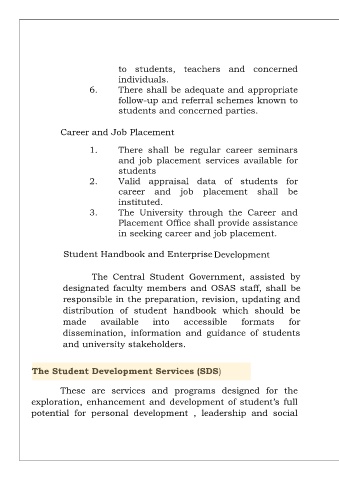 to students, teachers and concerned
individuals.
6. There shall be adequate and appropriate
follow-up and referral schemes known to
students and concerned parties.
Career and Job Placement
1. There shall be regular career seminars
and job placement services available for
students
2. Valid appraisal data of students for
career and job placement shall be
instituted.
3. The University through the Career and
Placement Office shall provide assistance
in seeking career and job placement.
Student Handbook and Enterprise Development
The Central Student Government, assisted by
designated faculty members and OSAS staff, shall be
responsible in the preparation, revision, updating and
distribution of student handbook which should be
made available into accessible formats for
dissemination, information and guidance of students
and university stakeholders.
The Student Development Services (SDS)
These are services and programs designed for the
exploration, enhancement and development of student's full
potential for personal development , leadership and social